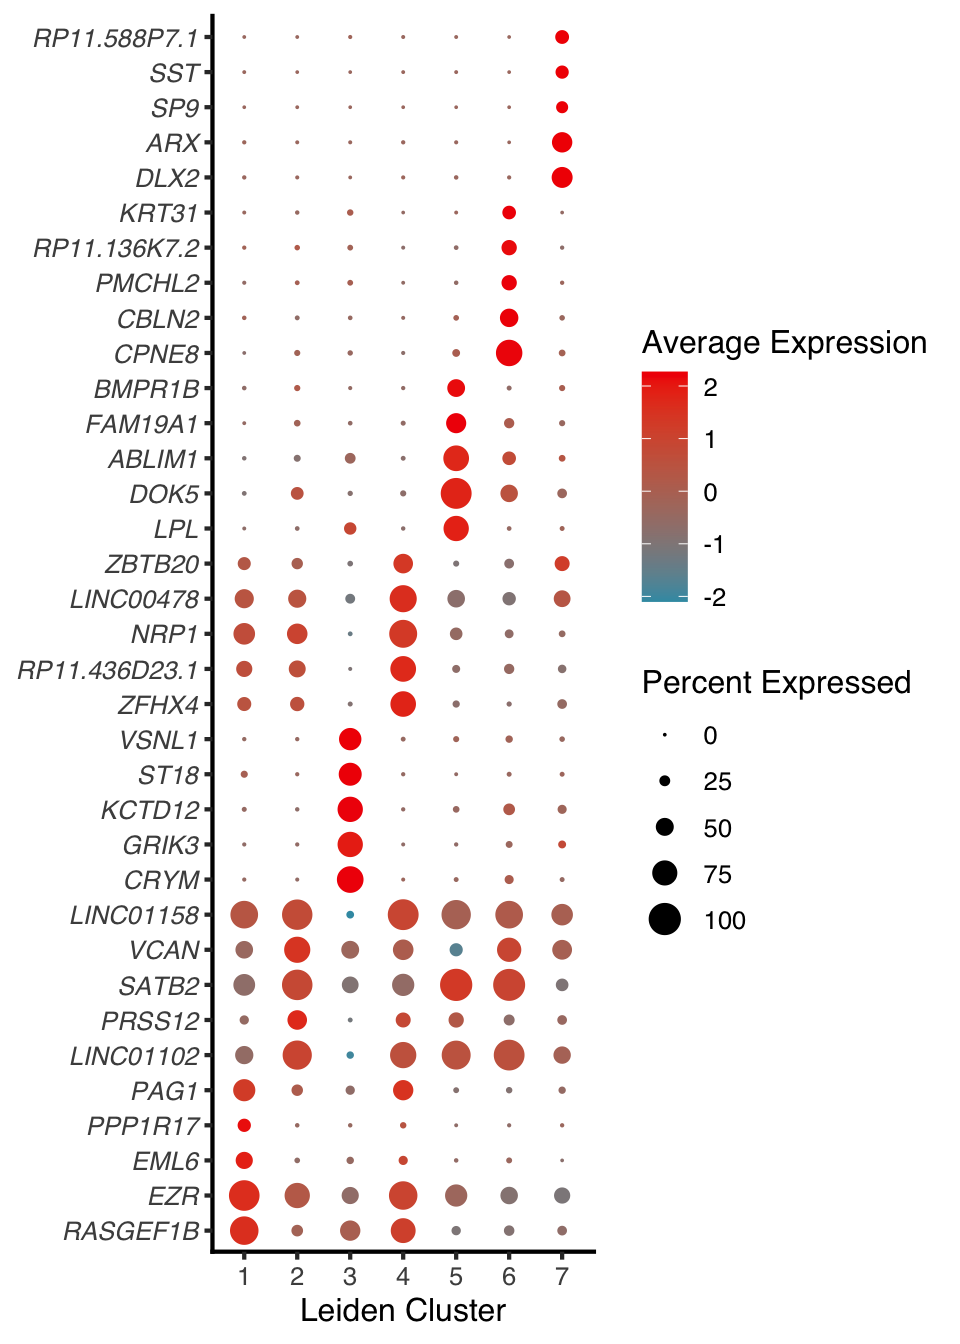 RP11.588P7.1
SST
SP9
ARX
DLX2
KRT31
RP11.136K7.2
PMCHL2
CBLN2
CPNE8
BMPR1B
FAM19A1
ABLIM1
DOK5
LPL
ZBTB20
LINC00478
NRP1
RP11.436D23.1
ZFHX4
VSNL1
ST18
KCTD12
GRIK3
CRYM
LINC01158
VCAN
SATB2
PRSS12
LINC01102
PAG1
PPP1R17
EML6
EZR
RASGEF1B
1 2 3 4 5 6 7
Leiden Cluster
Average Expression
2
1
0
-1
-2
Percent Expressed
0
25
50
75
100